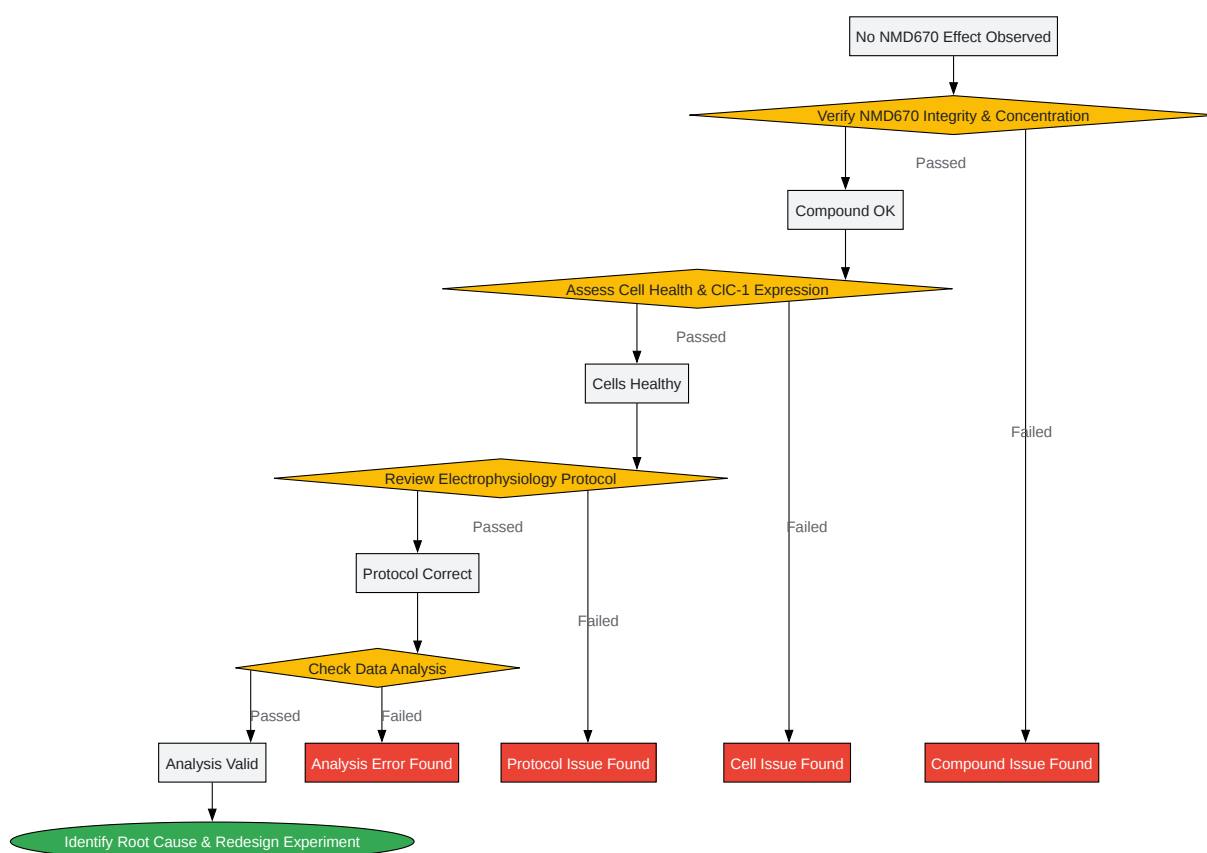 No NMD670 Effect Observed
Verify NMD670 Integrity & Concentration
Passed
Compound OK
Assess Cell Health & ClC-1 Expression
Passed
Cells Healthy
Failed
Review Electrophysiology Protocol
Passed
Failed
Protocol Correct
Failed
Check Data Analysis
Passed
Failed
Analysis Valid
Analysis Error Found
Protocol Issue Found
Cell Issue Found
Compound Issue Found
Identify Root Cause & Redesign Experiment